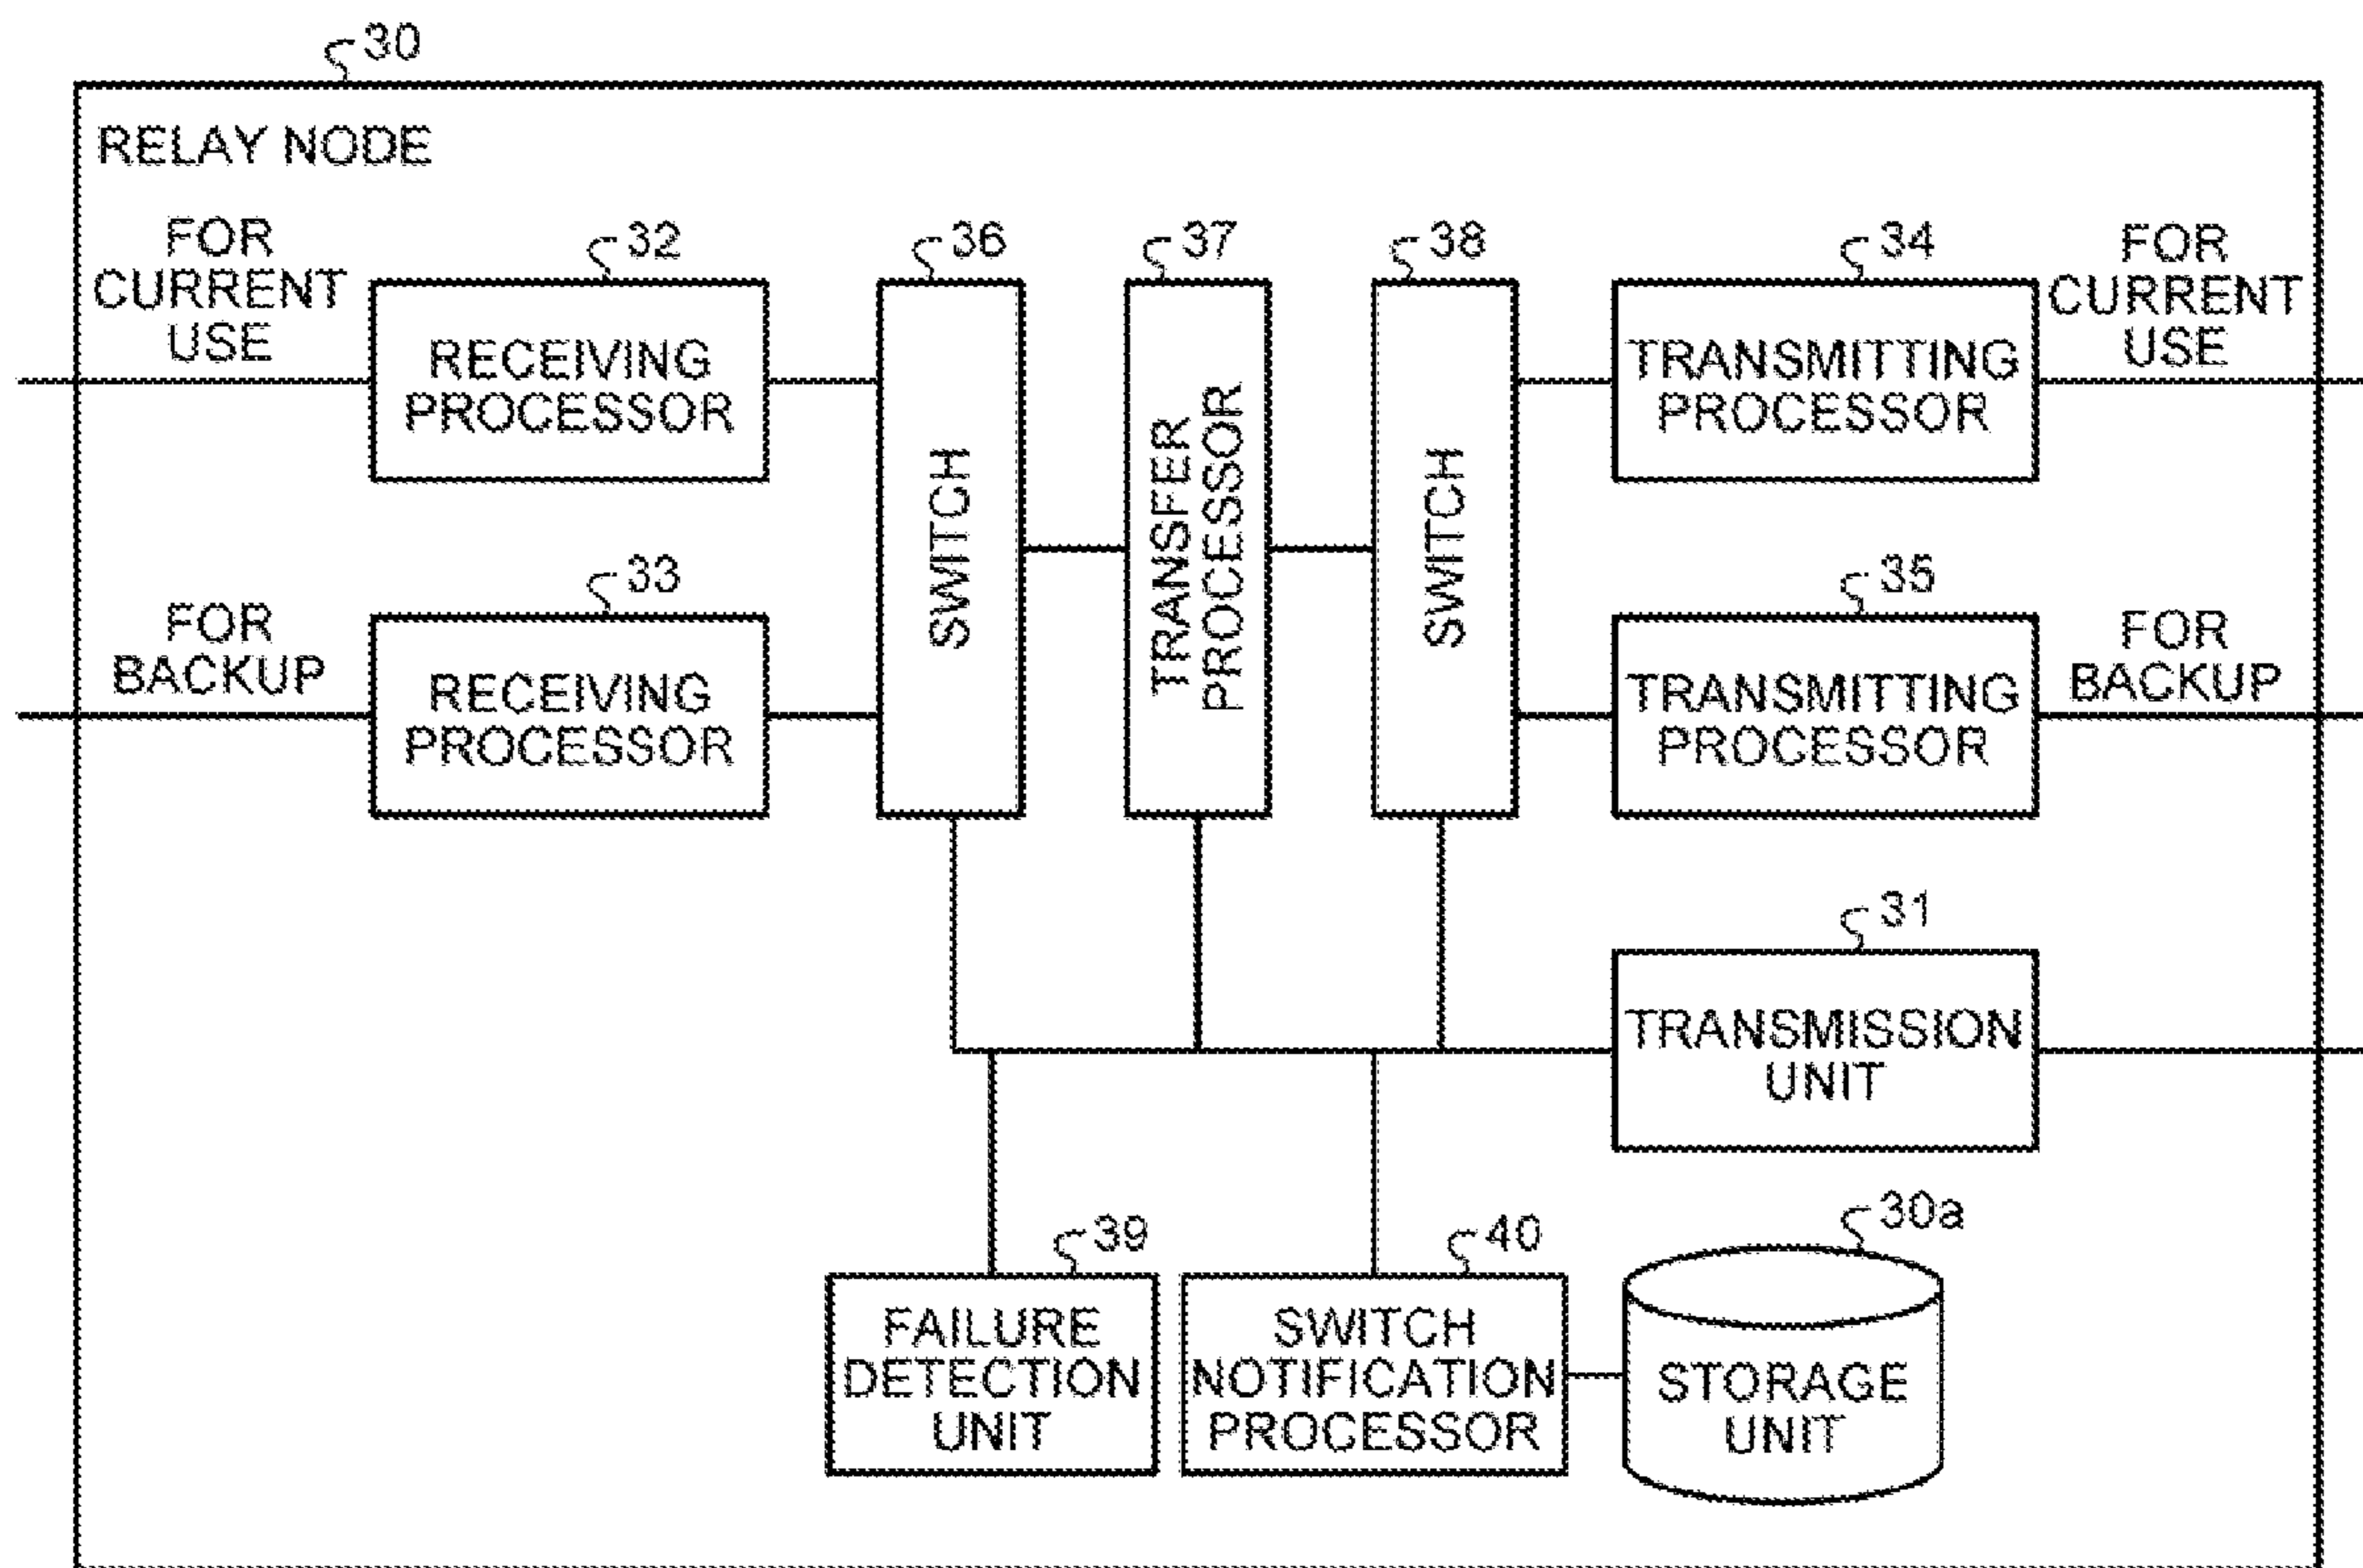 30
RELAY NODE
FOR
CURRENT
USE
32
RECEIVING
PROCESSOR
36
SWITCH
37
TRANSFER
PROCESSOR
38
SWITCH
34
TRANSMITTING
PROCESSOR
FOR
CURRENT
USE
FOR
BACKUP
33
RECEIVING
PROCESSOR
35
TRANSMITTING
PROCESSOR
FOR
BACKUP
31
TRANSMISSION
UNIT
39
FAILURE
DETECTION
UNIT
40
SWITCH
NOTIFICATION
PROCESSOR
30a
STORAGE
UNIT